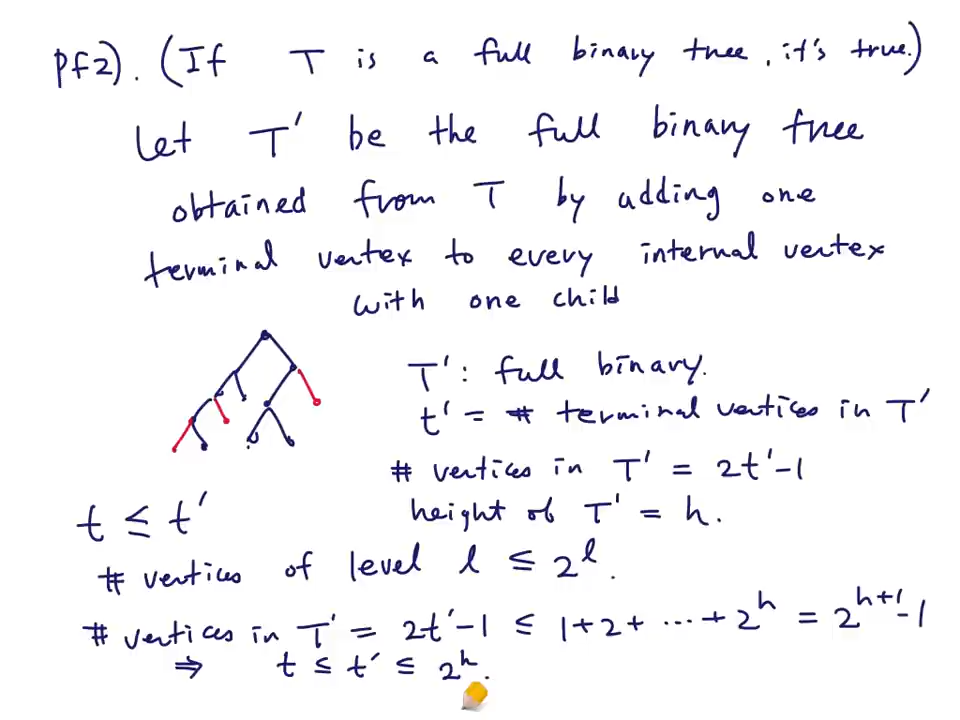 Pf2). (If T is a full binary tree, it's true.)
Let T' be the full binary tree
obtained from T by adding one
terminal vertex to every internal vertex
with one child
T' : full binary.
t' = # terminal vertices in T'
# vertices in T' = 2t'-1
height of T' = h.
t ≤ t'
# vertices of level l ≤ 2^l.
# vertices in T' = 2t'-1 ≤ 1+2+ ... + 2^h = 2^{h+1}-1
⇒ t ≤ t' ≤ 2^h.